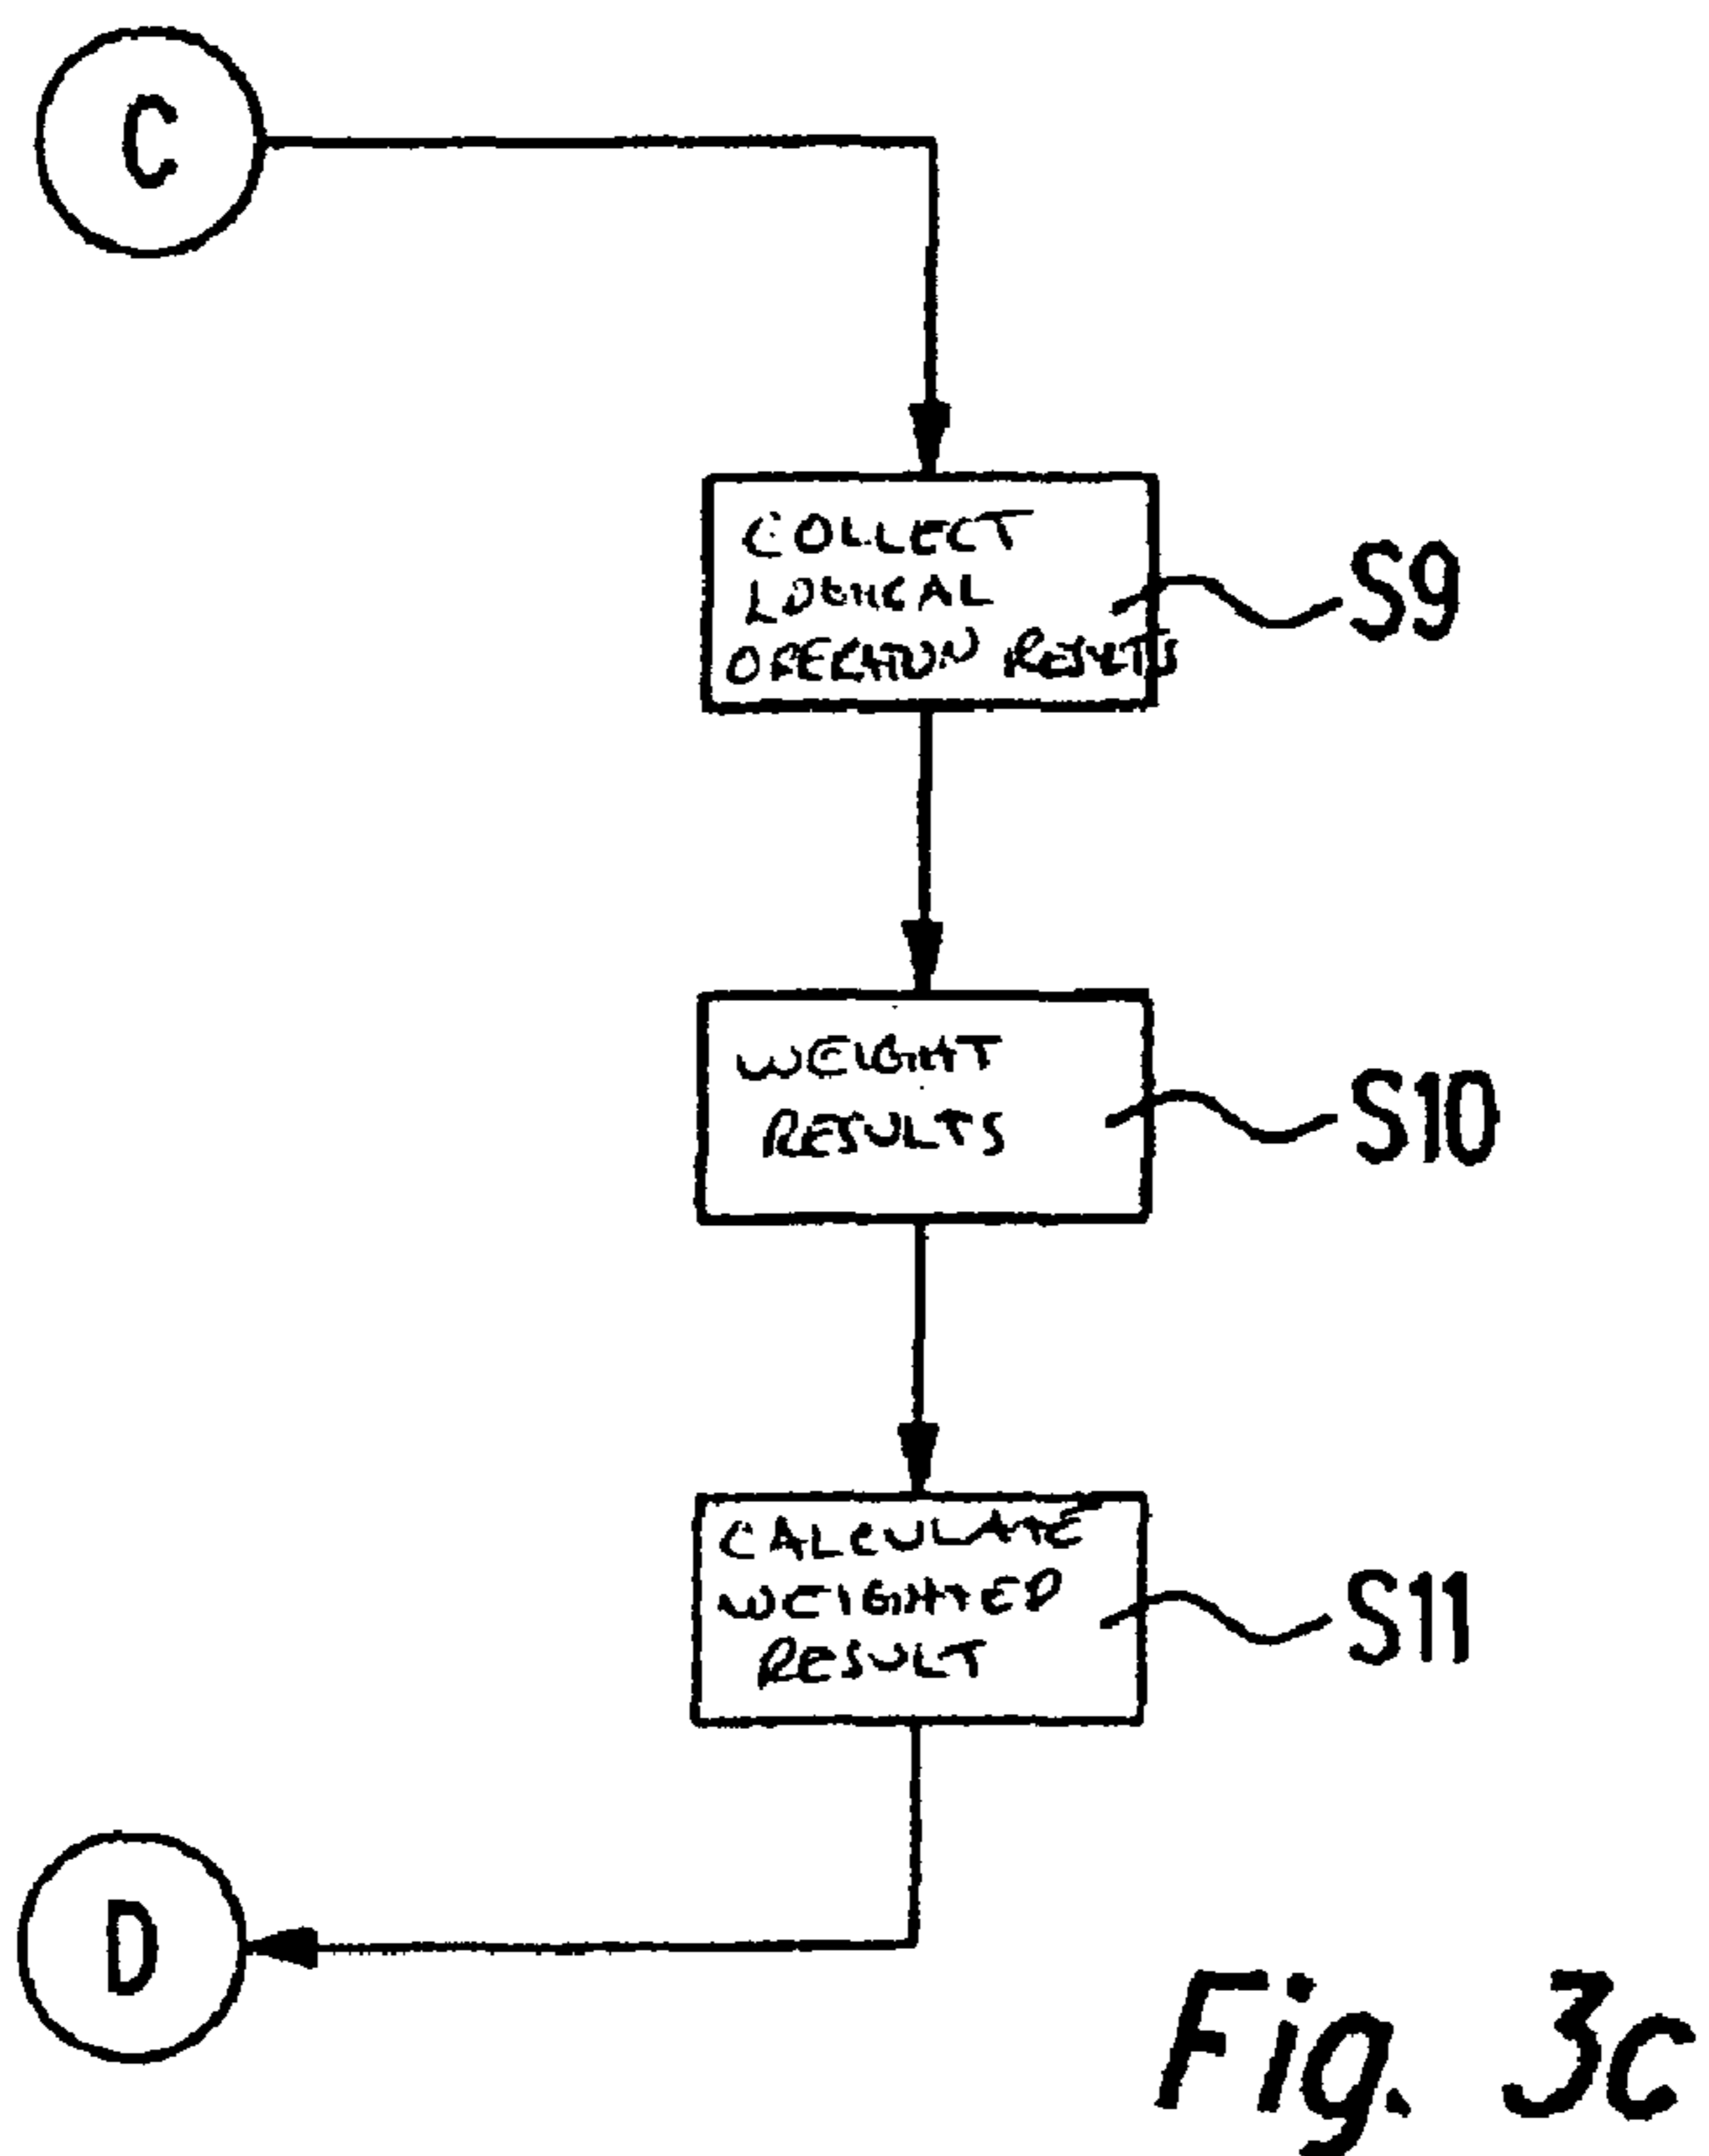 C
COLLECT
LOGICAL
OPERATION RESULTS
S9
WEIGHT
RESULTS
S10
CALCULATE
WEIGHTED
RESULT
S11
D
Fig. 3c